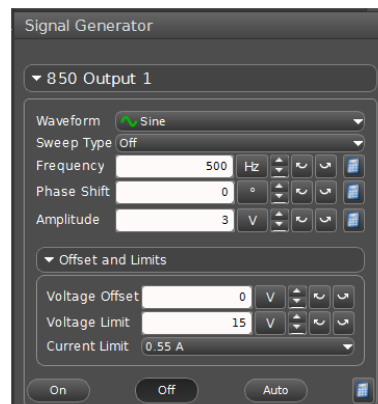 Signal Generator
850 Output 1
Waveform Sine
Sweep Type Off
Frequency 500 Hz
Phase Shift 0 °
Amplitude 3 V
Offset and Limits
Voltage Offset 0 V
Voltage Limit 15 V
Current Limit 0.55 A
On Off Auto